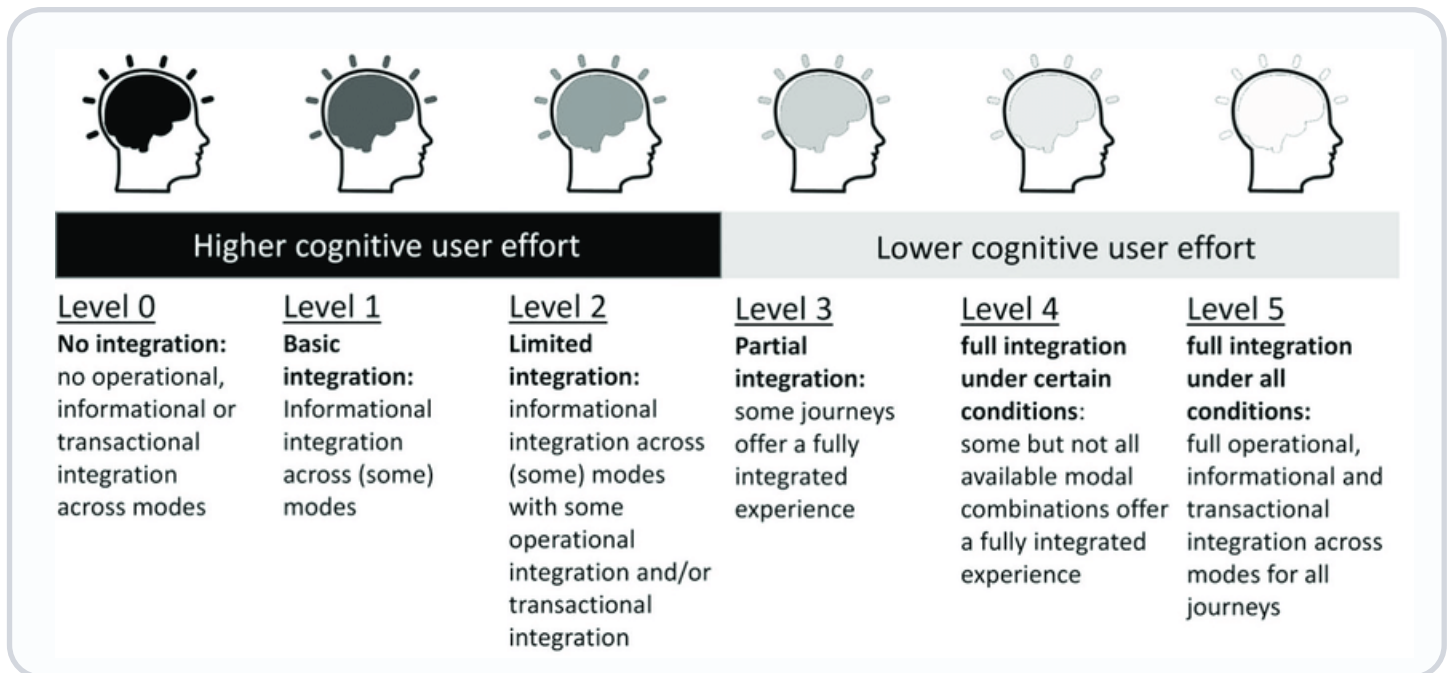 Higher cognitive user effort
Lower cognitive user effort
Level 0
No integration:
no operational,
informational or
transactional
integration
across modes
Level 1
Basic
integration:
Informational
integration
across (some)
modes
Level 2
Limited
integration:
informational
integration across
(some) modes
with some
operational
integration and/or
transactional
integration
Level 3
Partial
integration:
some journeys
offer a fully
integrated
experience
Level 4
full integration
under certain
conditions:
some but not all
available modal
combinations offer
a fully integrated
experience
Level 5
full integration
under all
conditions:
full operational,
informational and
transactional
integration across
modes for all
journeys